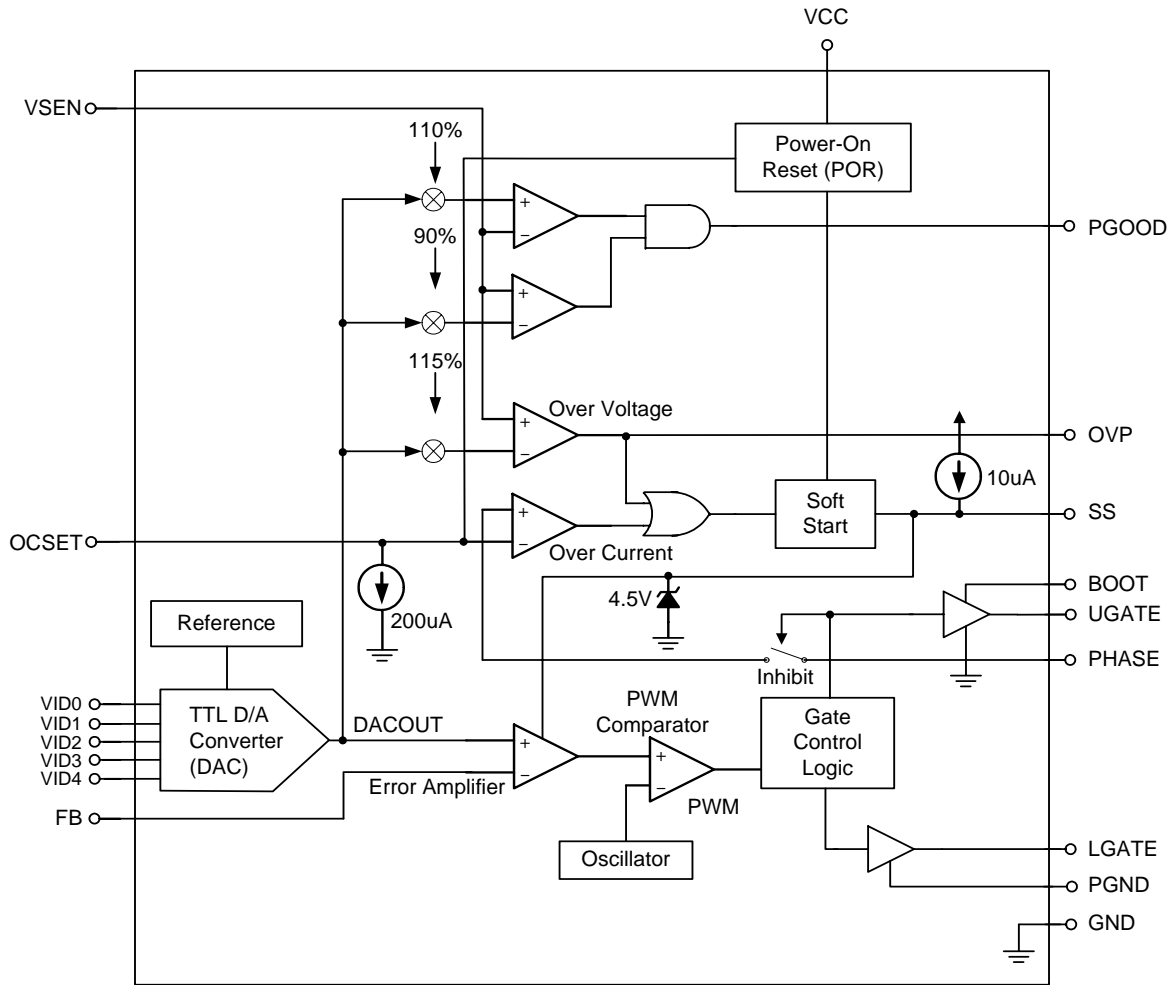 VCC
VSEN
110%
Power-On
Reset (POR)
+
−
PGOOD
90%
+
−
115%
Over Voltage
+
−
OVP
10uA
Soft
Start
SS
OCSET
+
−
Over Current
200uA
4.5V
BOOT
UGATE
Reference
Inhibit
PHASE
VID0
VID1
VID2
VID3
VID4
TTL D/A
Converter
(DAC)
DACOUT
+
−
Error Amplifier
PWM
Comparator
+
−
PWM
Gate
Control
Logic
FB
Oscillator
LGATE
PGND
GND